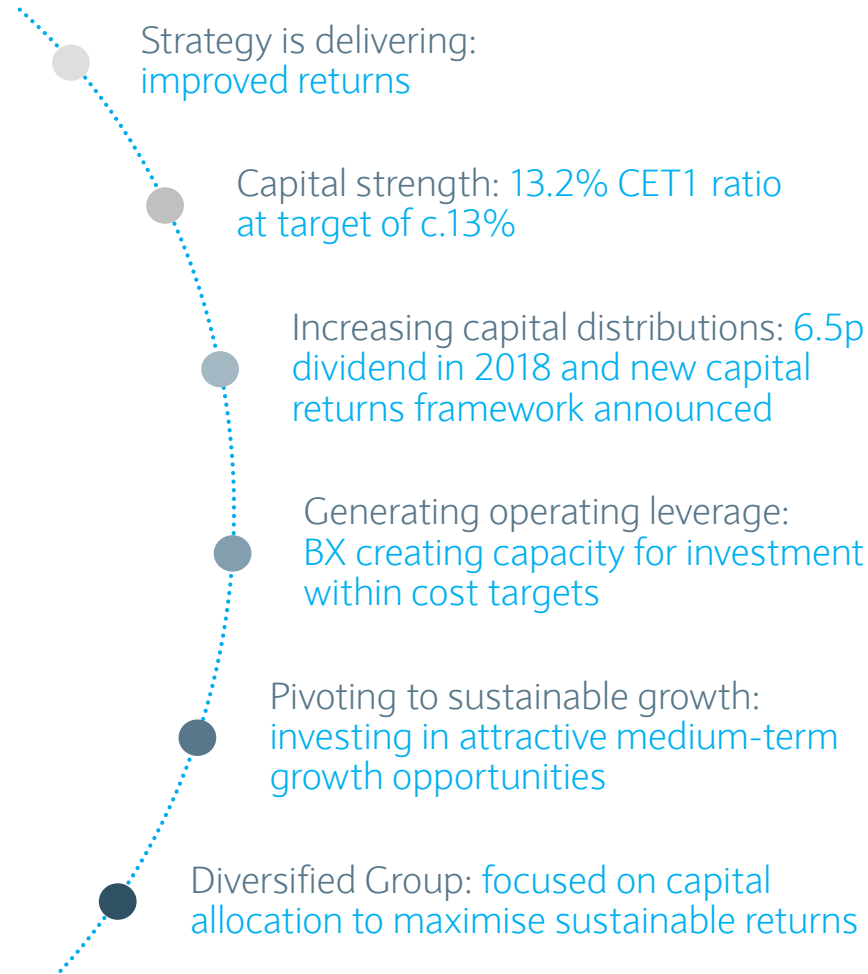 Strategy is delivering:
improved returns
Capital strength: 13.2% CET1 ratio
at target of c.13%
Increasing capital distributions: 6.5p
dividend in 2018 and new capital
returns framework announced
Generating operating leverage:
BX creating capacity for investment
within cost targets
Pivoting to sustainable growth:
investing in attractive medium-term
growth opportunities
Diversified Group: focused on capital
allocation to maximise sustainable returns